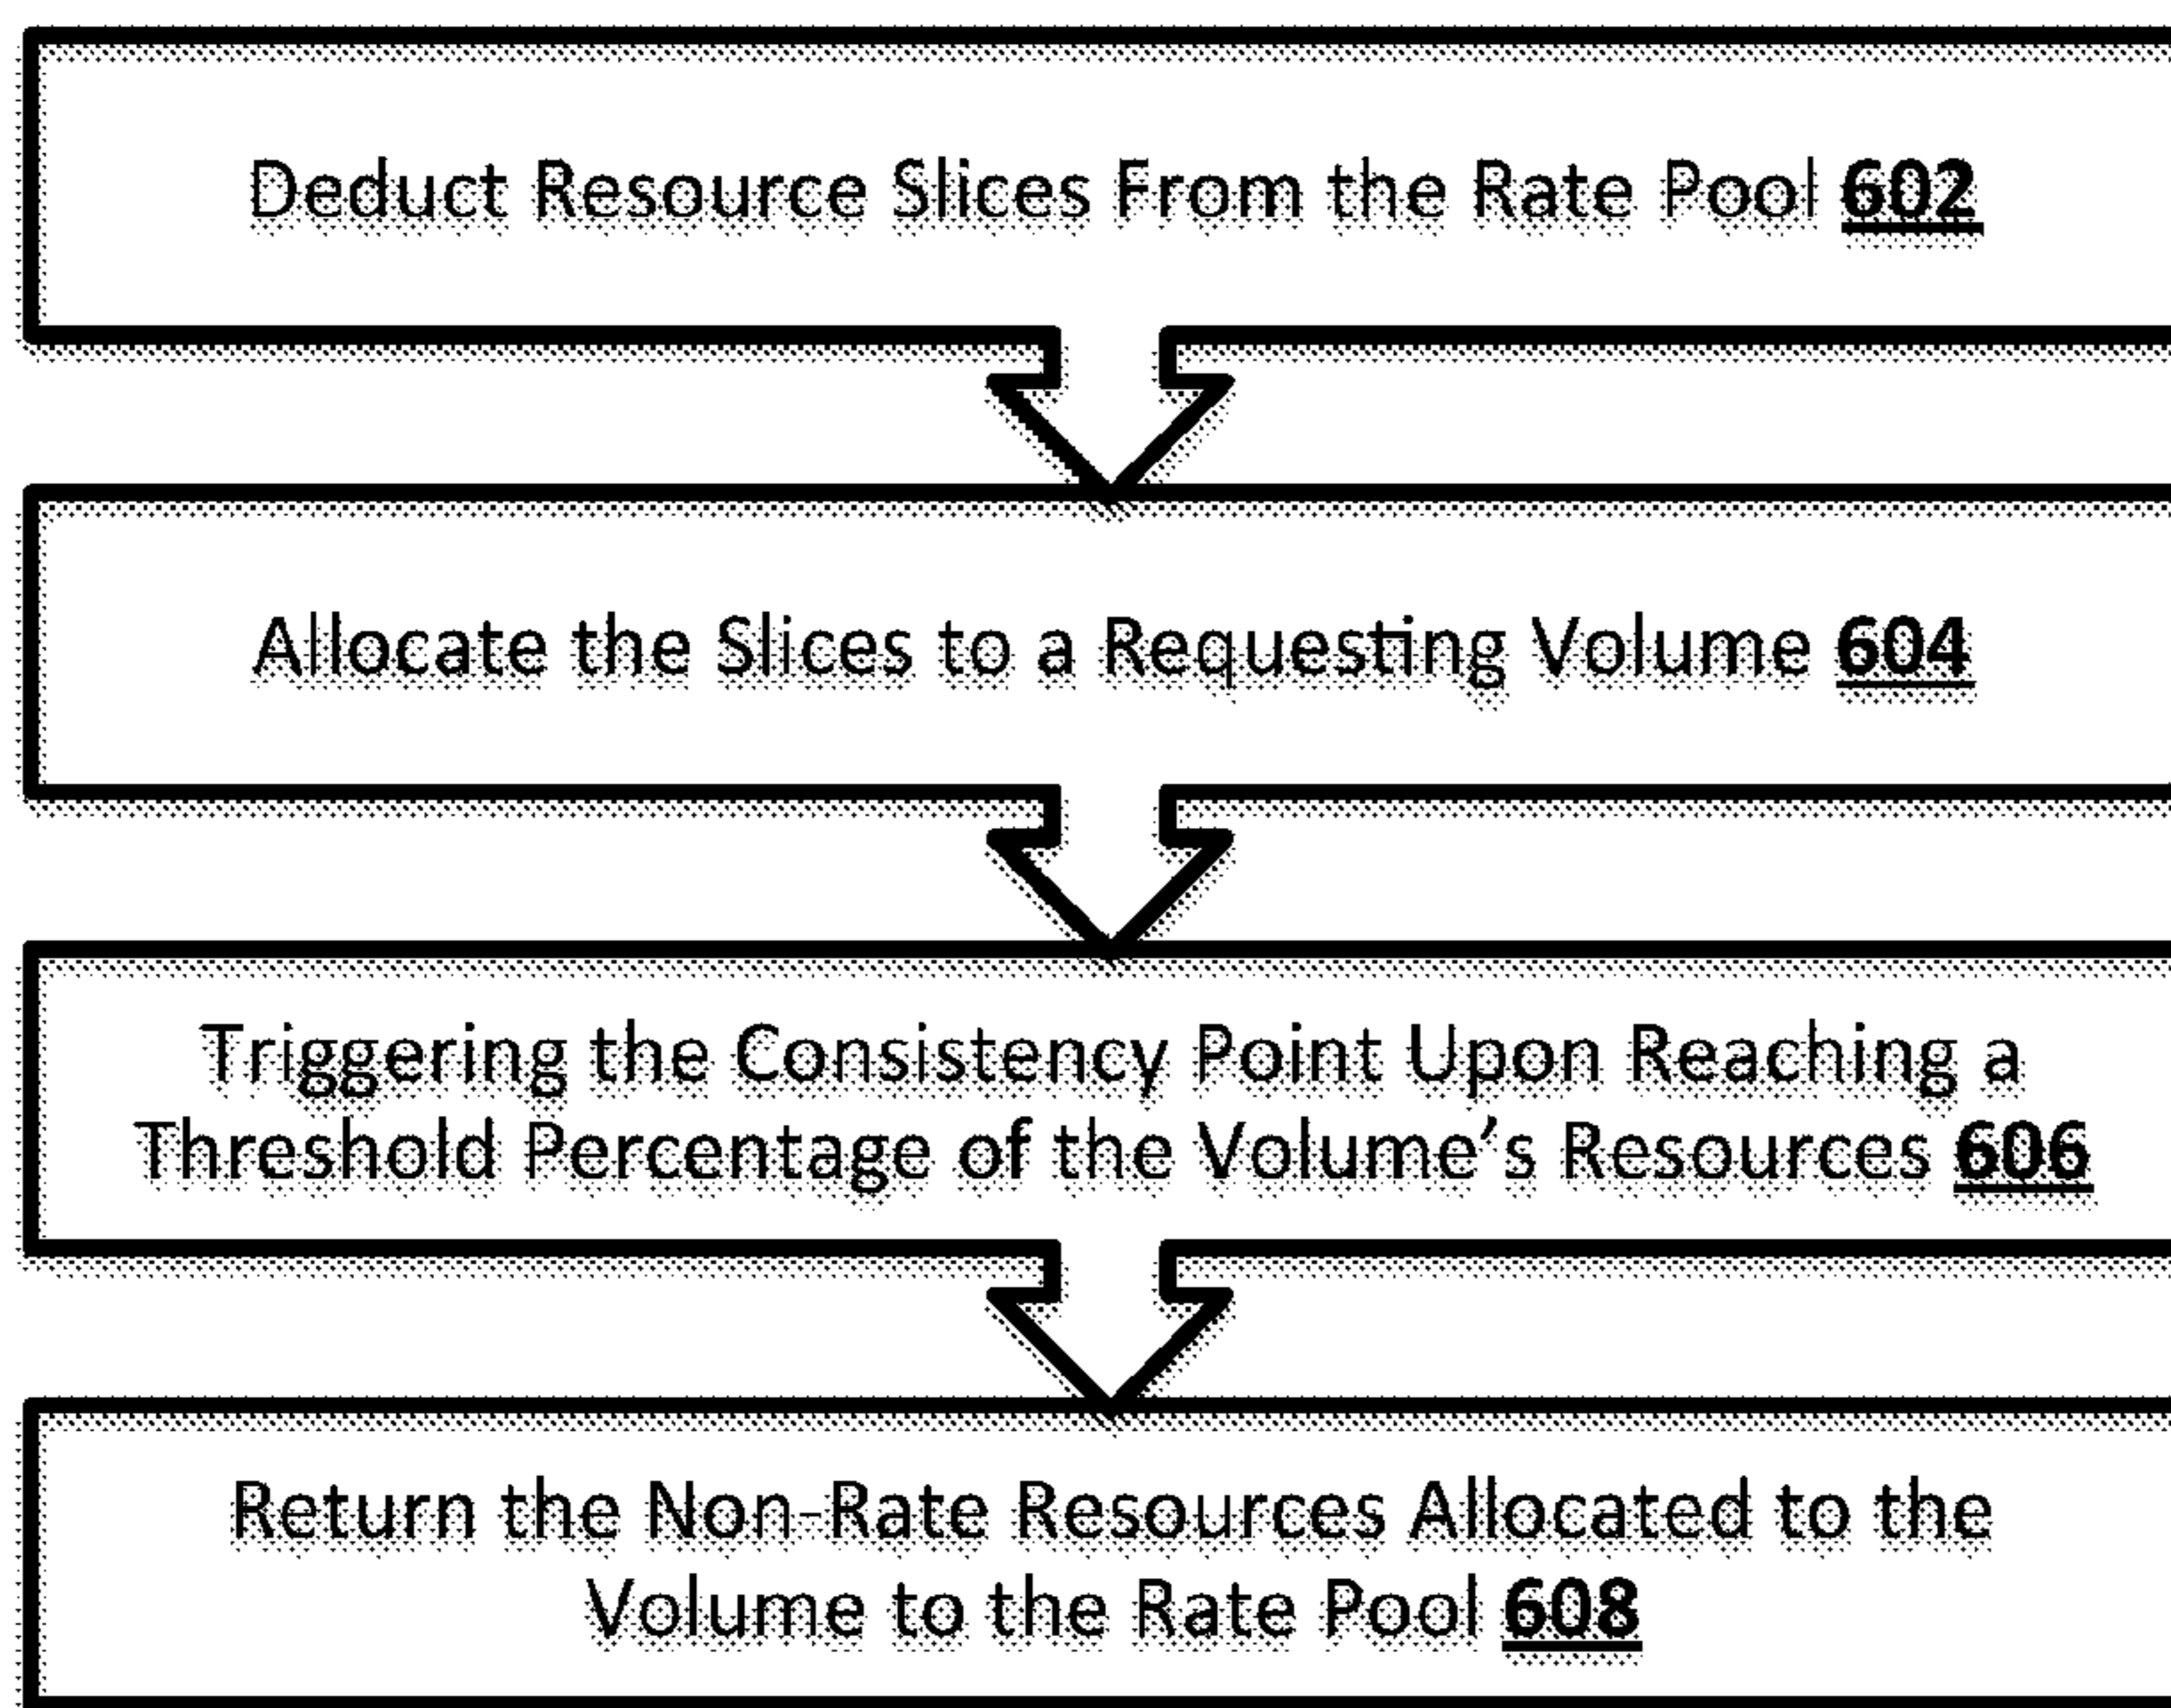 Deduct Resource Slices From the Rate Pool 602
Allocate the Slices to a Requesting Volume 604
Triggering the Consistency Point Upon Reaching a
Threshold Percentage of the Volume's Resources 606
Return the Non-Rate Resources Allocated to the
Volume to the Rate Pool 608